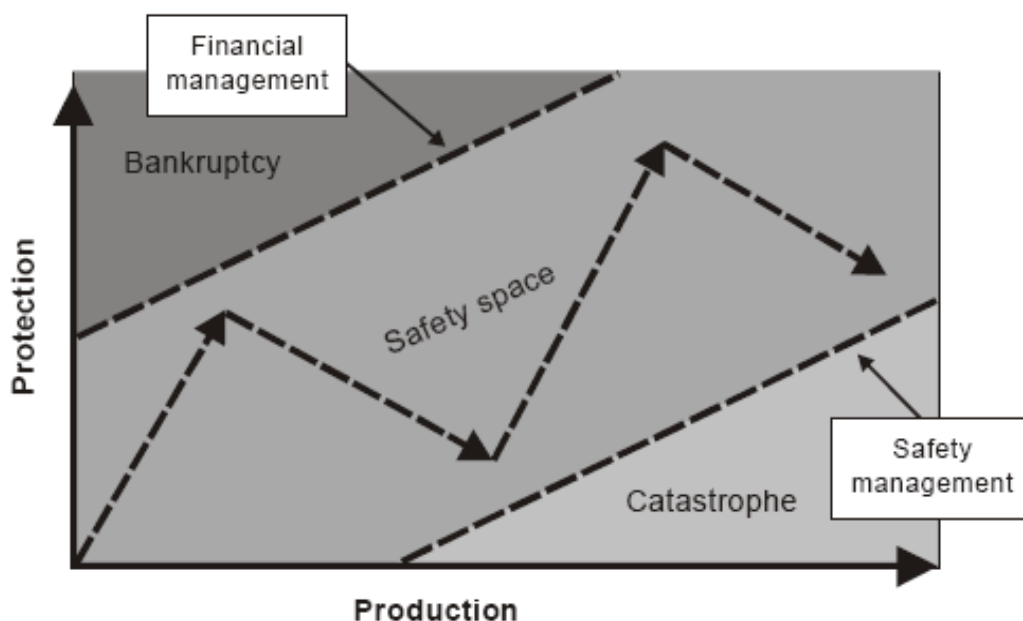 Financial
management
Bankruptcy
Protection
Safety space
Safety
management
Catastrophe
Production